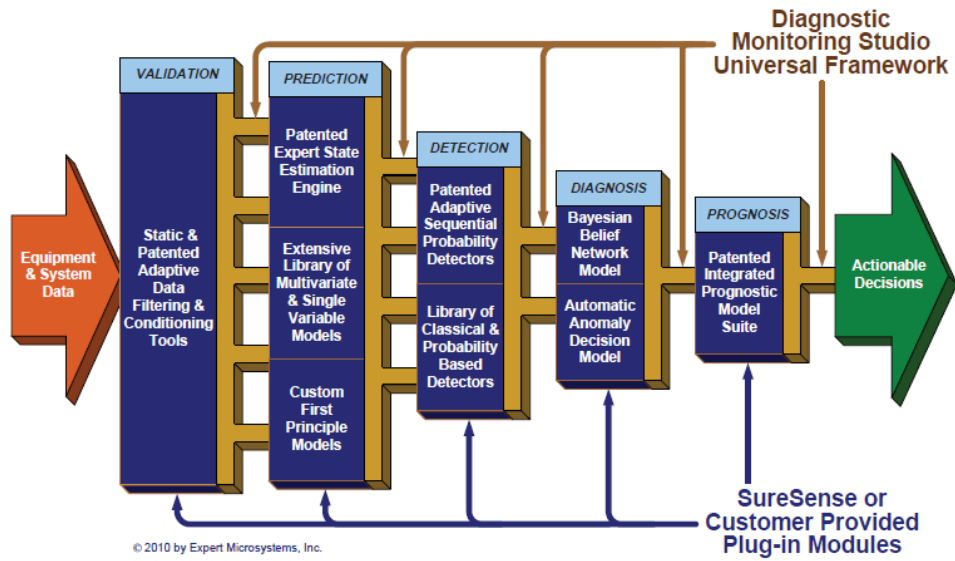 Diagnostic
Monitoring Studio
Universal Framework
VALIDATION
PREDICTION
DETECTION
DIAGNOSIS
PROGNOSIS
Equipment
& System
Data
Static &
Patented
Adaptive
Data
Filtering &
Conditioning
Tools
Patented
Expert State
Estimation
Engine
Extensive
Library of
Multivariate
& Single
Variable
Models
Custom
First
Principle
Models
Patented
Adaptive
Sequential
Probability
Detectors
Library of
Classical &
Probability
Based
Detectors
Bayesian
Belief
Network
Model
Automatic
Anomaly
Decision
Model
Patented
Integrated
Prognostic
Model
Suite
Actionable
Decisions
SureSense or
Customer Provided
Plug-in Modules
© 2010 by Expert Microsystems, Inc.